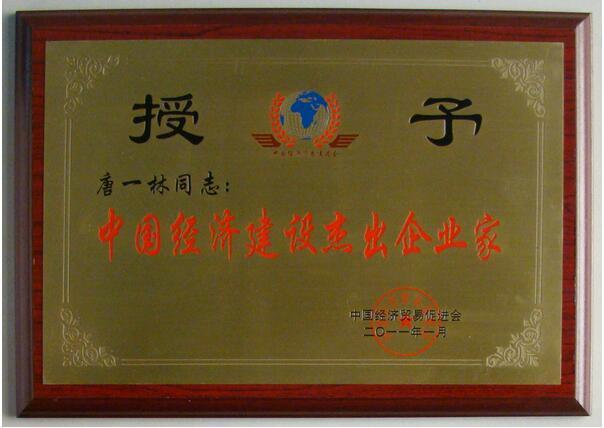 授予
唐一林同志：
中国经济建设杰出企业家
中国经济贸易促进会
二〇一一年一月